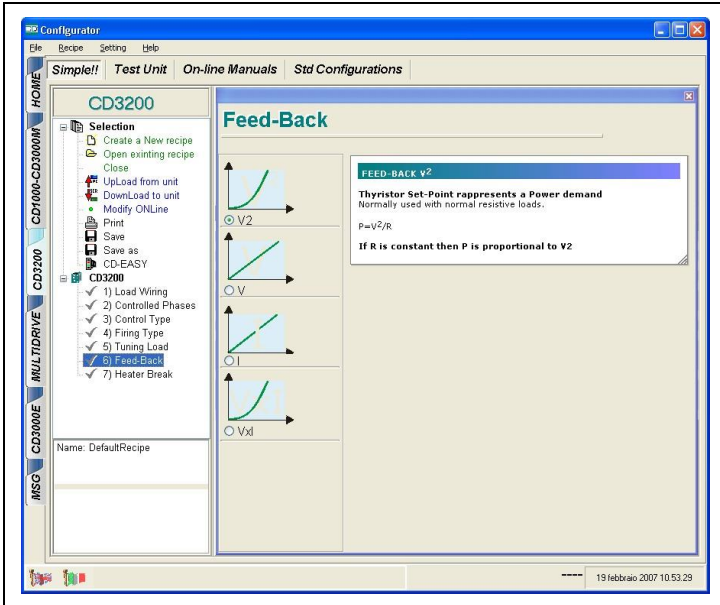 Configurator
File Recipe Setting Help
Simple!! Test Unit On-line Manuals Std Configurations
HOME
CD1000-CD3000M
CD3200
MULTIDRIVE
CD3000E
MSG
CD3200
Selection
Create a New recipe
Open exinting recipe
Close
UpLoad from unit
DownLoad to unit
Modify ONLine
Print
Save
Save as
CD-EASY
CD3200
1) Load Wiring
2) Controlled Phases
3) Control Type
4) Firing Type
5) Tuning Load
6) Feed-Back
7) Heater Break
Name: DefaultRecipe
Feed-Back
V2
V
I
VxI
FEED-BACK V2
Thyristor Set-Point rappresents a Power demand
Normally used with normal resistive loads.
P=V2/R
If R is constant then P is proportional to V2
---- 19 febbraio 2007 10.53.29